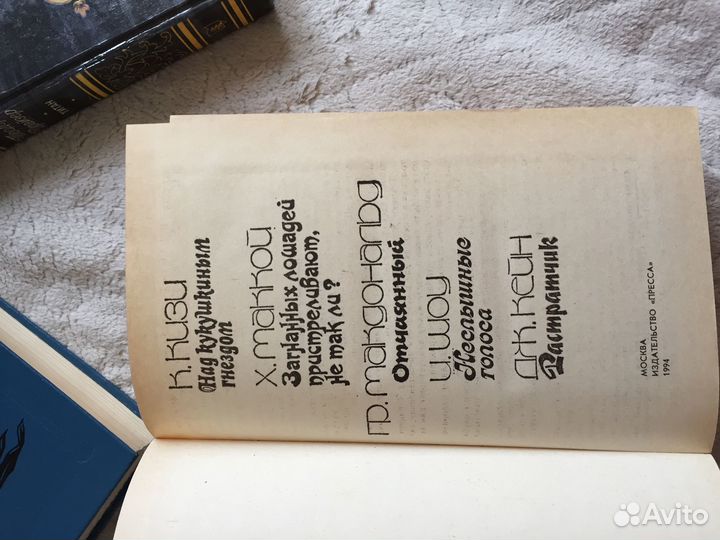 К. КИЗИ
Над кукушкиным
гнездом
Х. МАККОЙ
Загнанных лошадей
пристреливают,
не так ли?
ГР. МАКДОНАЛЬД
Отчаянный
И. ШОУ
Неслышные
голоса
ДЖ. КЕЙН
Растратчик
МОСКВА
ИЗДАТЕЛЬСТВО «ПРЕССА»
1994
Avito